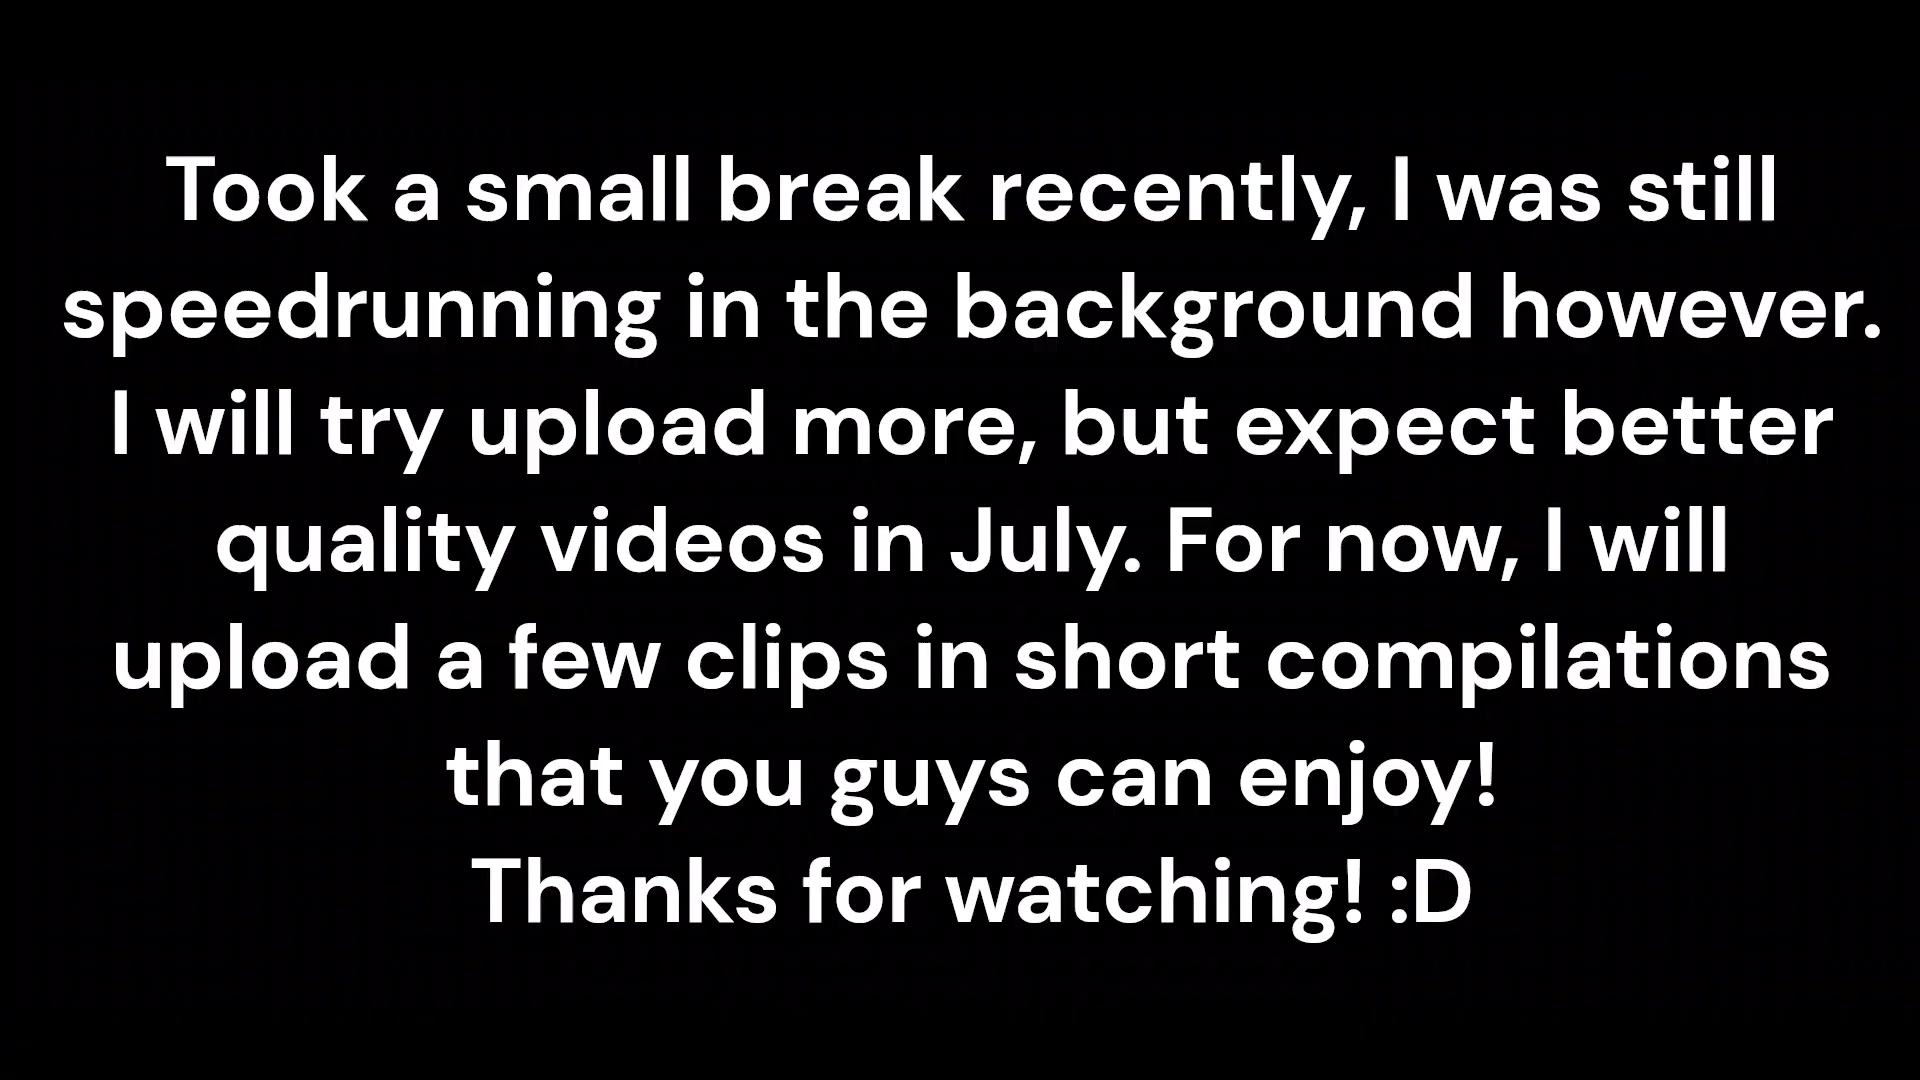 Took a small break recently, I was still
speedrunning in the background however.
I will try upload more, but expect better
quality videos in July. For now, I will
upload a few clips in short compilations
that you guys can enjoy!
Thanks for watching! :D